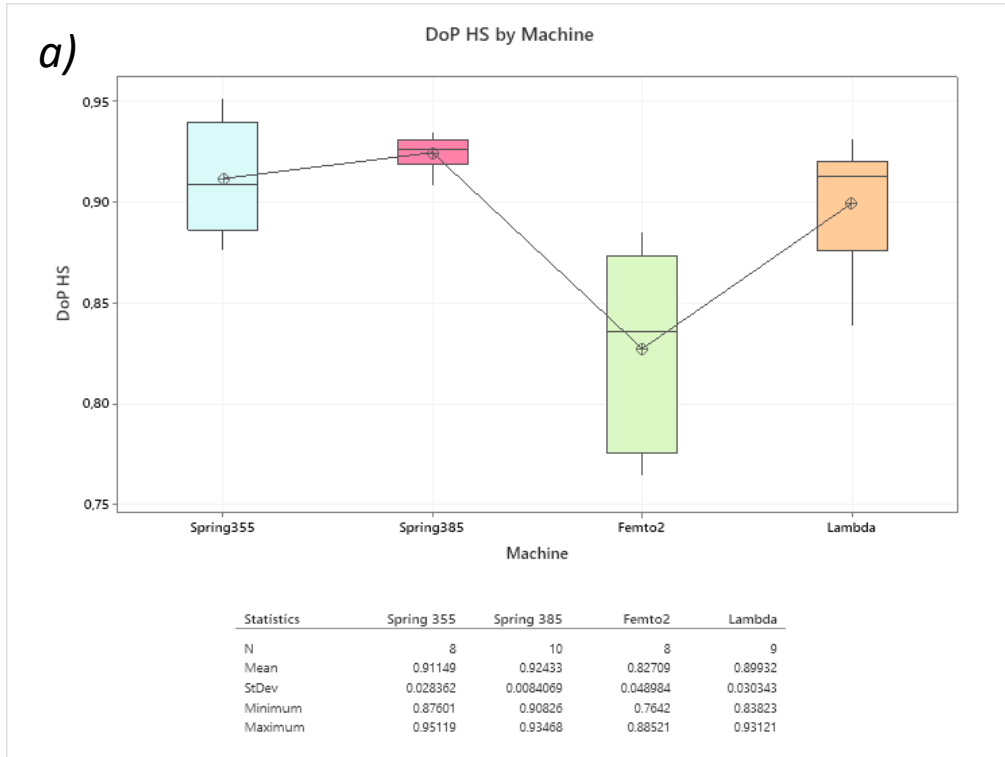 DoP HS by Machine
a)
0,95
0,90
0,85
0,80
0,75
DoP HS
Spring355 Spring385 Femto2 Lambda
Machine
Statistics Spring 355 Spring 385 Femto2 Lambda
N 8 10 8 9
Mean 0.91149 0.92433 0.82709 0.89932
StDev 0.028362 0.0084069 0.048984 0.030343
Minimum 0.87601 0.90826 0.7642 0.83823
Maximum 0.95119 0.93468 0.88521 0.93121